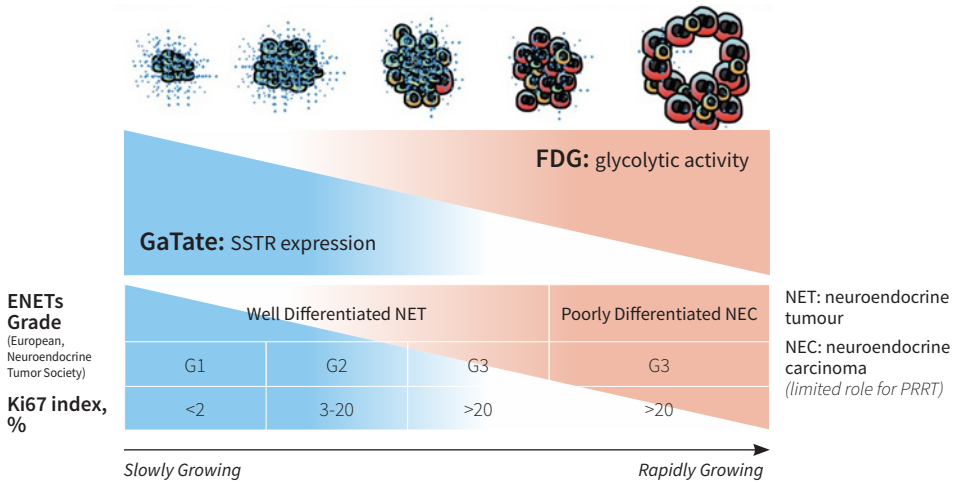 FDG: glycolytic activity
GaTate: SSTR expression
ENETs
Grade
(European,
Neuroendocrine
Tumor Society)
Well Differentiated NET
Poorly Differentiated NEC
G1
G2
G3
G3
Ki67 index,
%
<2
3-20
>20
>20
NET: neuroendocrine
tumour
NEC: neuroendocrine
carcinoma
(limited role for PRRT)
Slowly Growing
Rapidly Growing